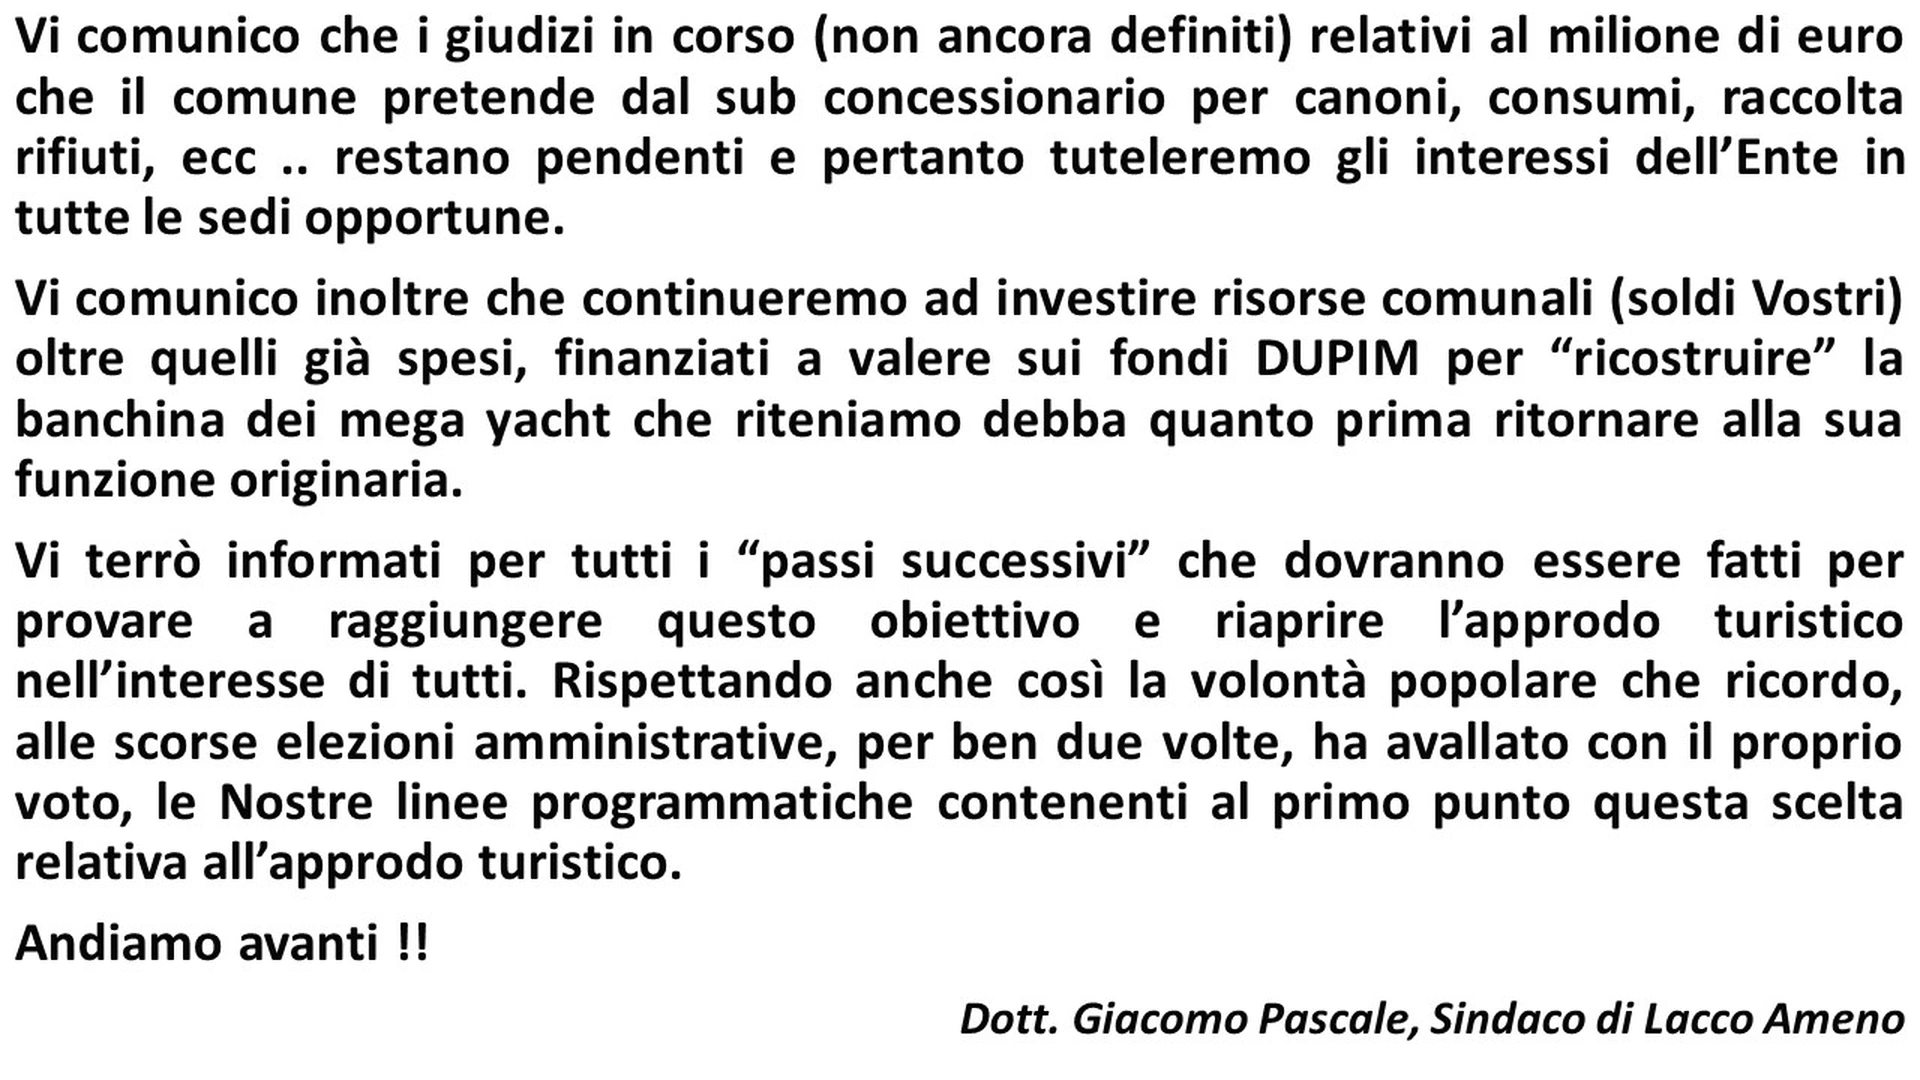 Vi comunico che i giudizi in corso (non ancora definiti) relativi al milione di euro
che il comune pretende dal sub concessionario per canoni, consumi, raccolta
rifiuti, ecc .. restano pendenti e pertanto tuteleremo gli interessi dell’Ente in
tutte le sedi opportune.
Vi comunico inoltre che continueremo ad investire risorse comunali (soldi Vostri)
oltre quelli già spesi, finanziati a valere sui fondi DUPIM per “ricostruire” la
banchina dei mega yacht che riteniamo debba quanto prima ritornare alla sua
funzione originaria.
Vi terrò informati per tutti i “passi successivi” che dovranno essere fatti per
provare a raggiungere questo obiettivo e riaprire l’approdo turistico
nell’interesse di tutti. Rispettando anche così la volontà popolare che ricordo,
alle scorse elezioni amministrative, per ben due volte, ha avallato con il proprio
voto, le Nostre linee programmatiche contenenti al primo punto questa scelta
relativa all’approdo turistico.
Andiamo avanti !!
Dott. Giacomo Pascale, Sindaco di Lacco Ameno